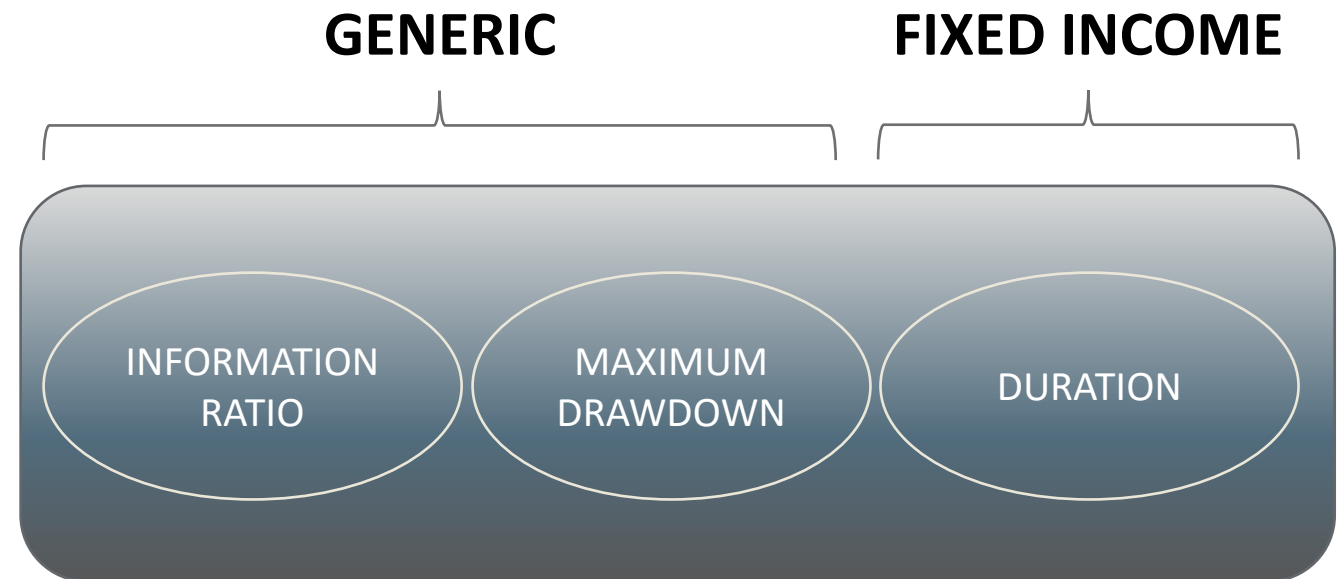 GENERIC
FIXED INCOME
INFORMATION
RATIO
MAXIMUM
DRAWDOWN
DURATION